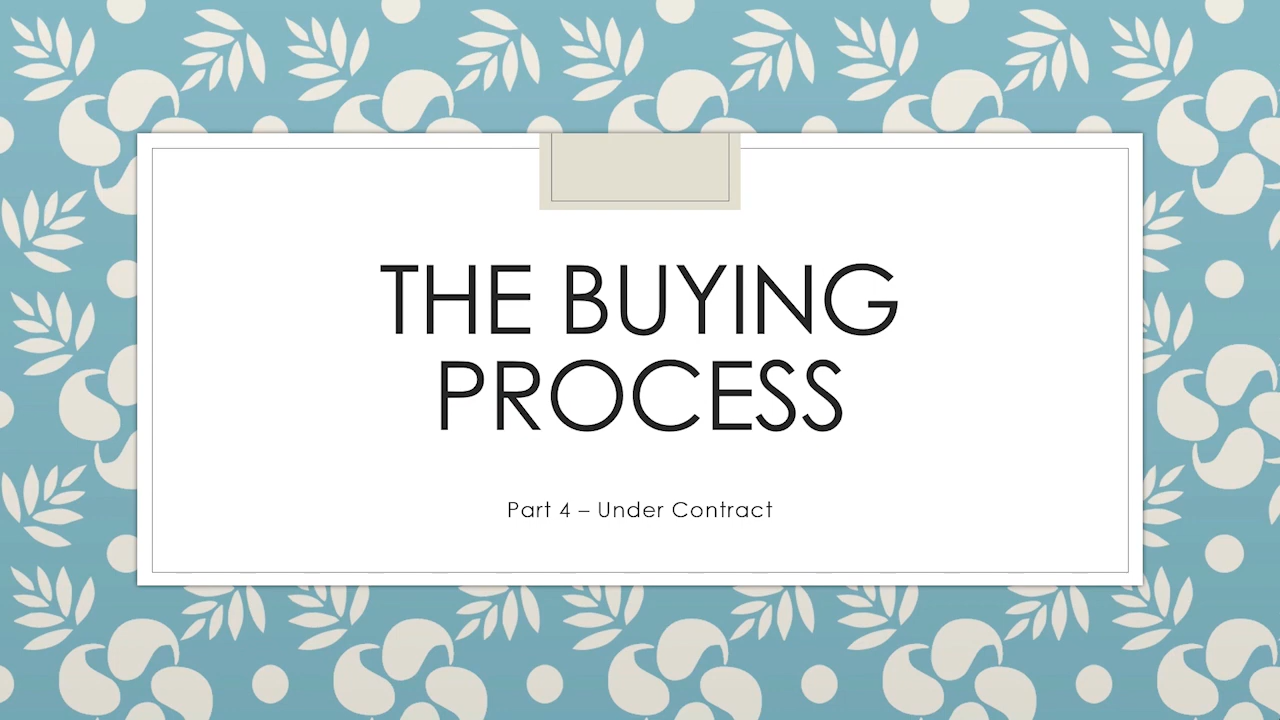 THE BUYING
PROCESS
Part 4 – Under Contract